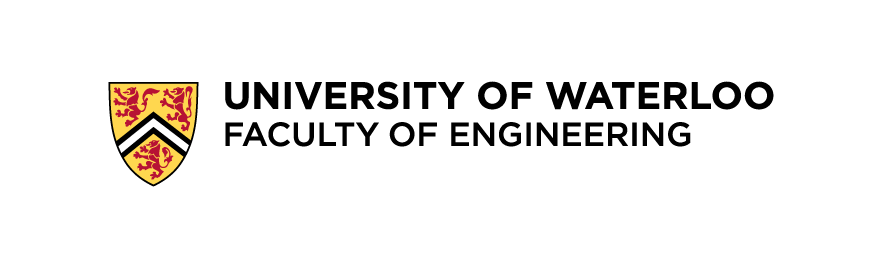 UNIVERSITY OF WATERLOO
FACULTY OF ENGINEERING